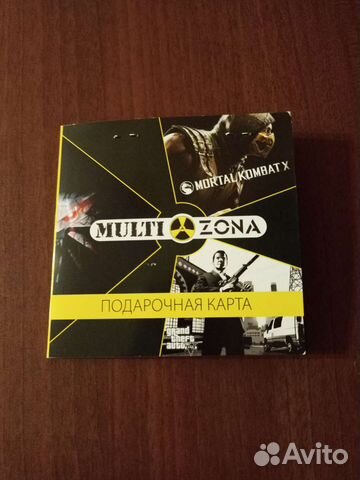 MORTAL KOMBAT X
MULTI ZONA
ПОДАРОЧНАЯ КАРТА
grand
theft
auto
Avito